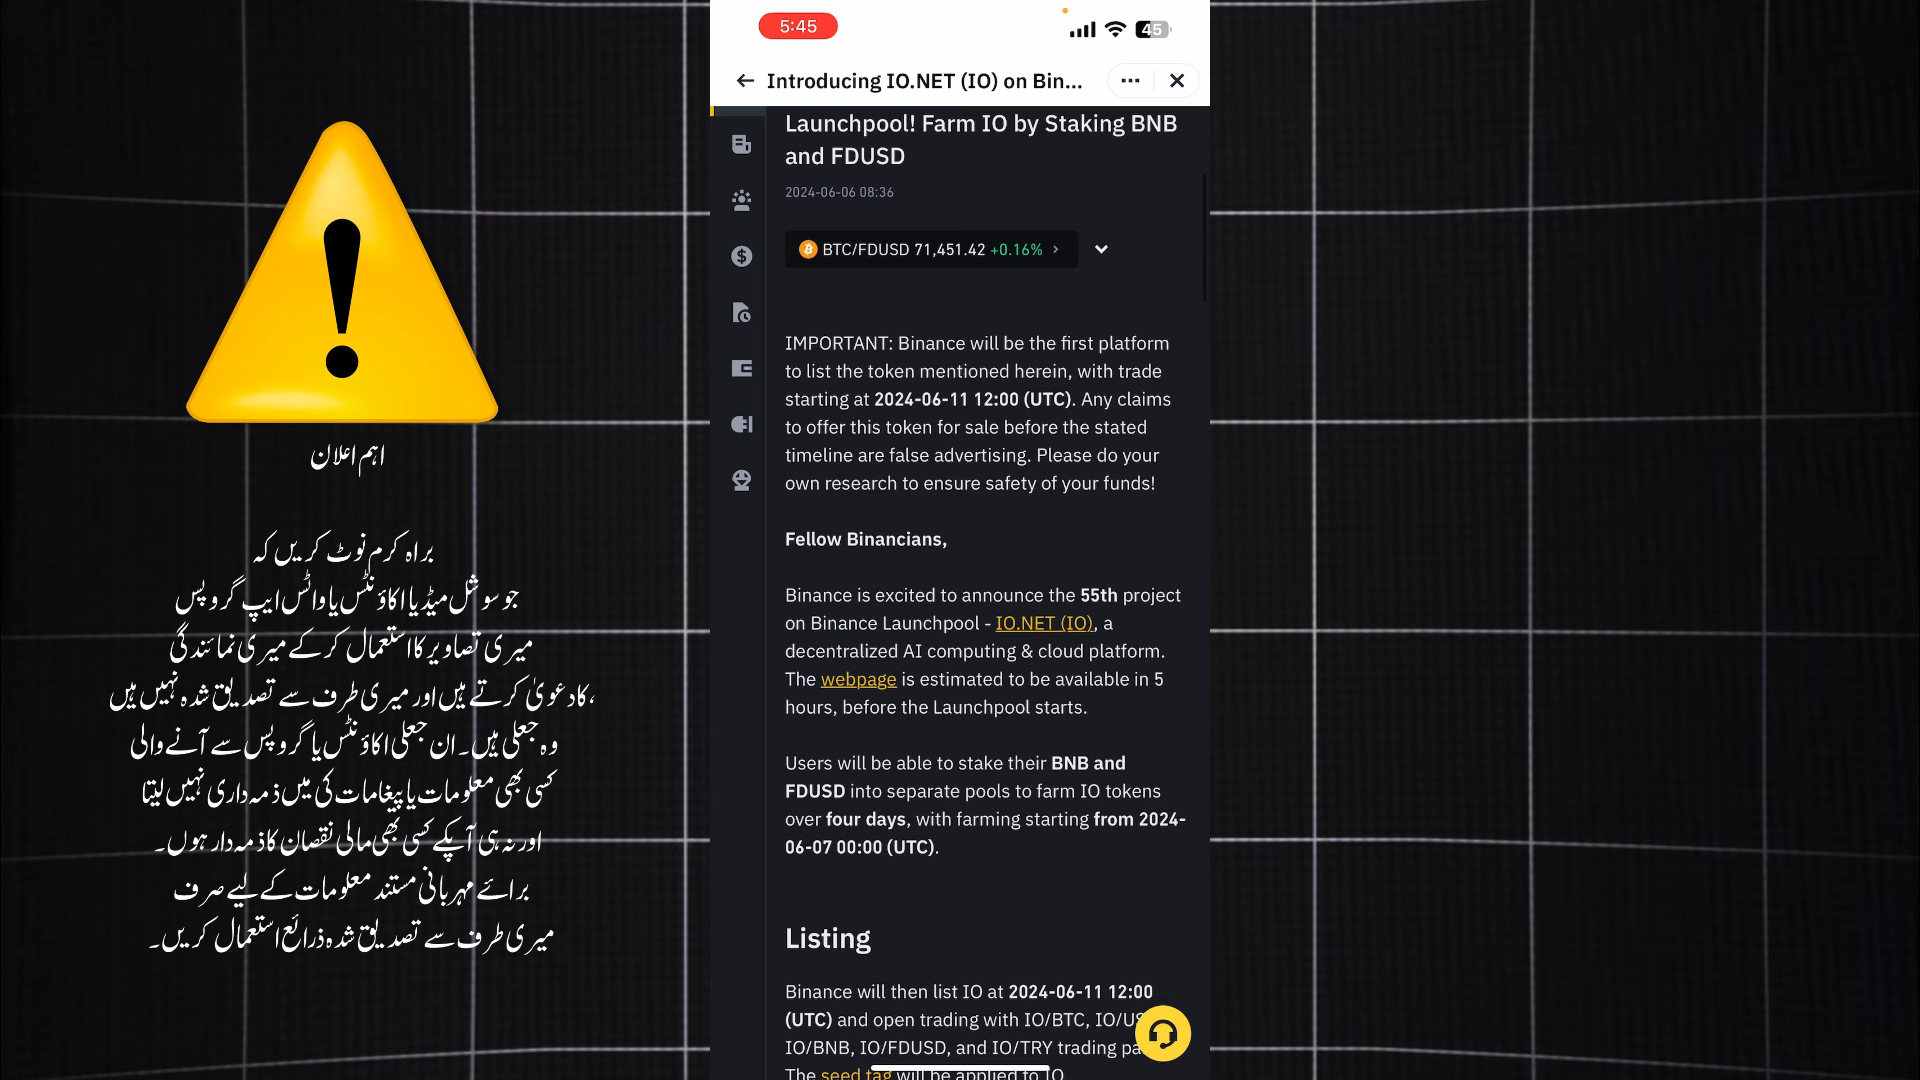 اہم اعلان
براہ کرم نوٹ کریں کہ
جو سوشل میڈیا اکاؤنٹس یا واٹس ایپ گروپس
میری تصاویر کا استعمال کر کے میری نمائندگی
کا دعویٰ کرتے ہیں اور میری طرف سے تصدیق شدہ نہیں ہیں،
وہ جعلی ہیں۔ ان جعلی اکاؤنٹس یا گروپس سے آنے والی
کسی بھی معلومات یا پیغامات کی میں ذمہ داری نہیں لیتا
اور نہ ہی آپکے کسی بھی مالی نقصان کا ذمہ دار ہوں۔
برائے مہربانی مستند معلومات کے لیے صرف
میری طرف سے تصدیق شدہ ذرائع استعمال کریں۔
5:45
45
Introducing IO.NET (IO) on Bin...
Launchpool! Farm IO by Staking BNB
and FDUSD
2024-06-06 08:36
BTC/FDUSD 71,451.42 +0.16%
IMPORTANT: Binance will be the first platform
to list the token mentioned herein, with trade
starting at 2024-06-11 12:00 (UTC). Any claims
to offer this token for sale before the stated
timeline are false advertising. Please do your
own research to ensure safety of your funds!
Fellow Binancians,
Binance is excited to announce the 55th project
on Binance Launchpool - IO.NET (IO), a
decentralized AI computing & cloud platform.
The webpage is estimated to be available in 5
hours, before the Launchpool starts.
Users will be able to stake their BNB and
FDUSD into separate pools to farm IO tokens
over four days, with farming starting from 2024-
06-07 00:00 (UTC).
Listing
Binance will then list IO at 2024-06-11 12:00
(UTC) and open trading with IO/BTC,
IO/BNB, IO/FDUSD, and IO/TRY trading
The seed tag will be applied to IO